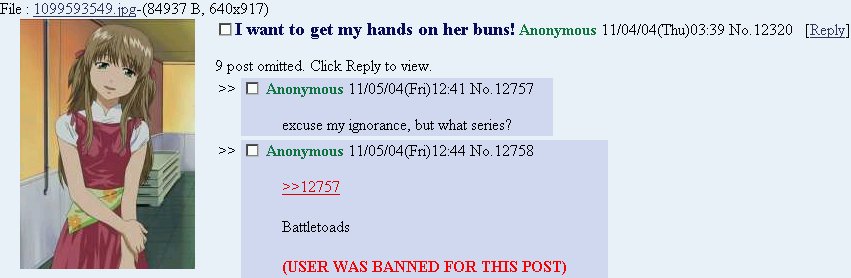 File : 1099593549.jpg-(84937 B, 640x917)
I want to get my hands on her buns! Anonymous 11/04/04(Thu)03:39 No.12320 [Reply]
9 post omitted. Click Reply to view.
>> Anonymous 11/05/04(Fri)12:41 No.12757
excuse my ignorance, but what series?
>> Anonymous 11/05/04(Fri)12:44 No.12758
>>12757
Battletoads
(USER WAS BANNED FOR THIS POST)